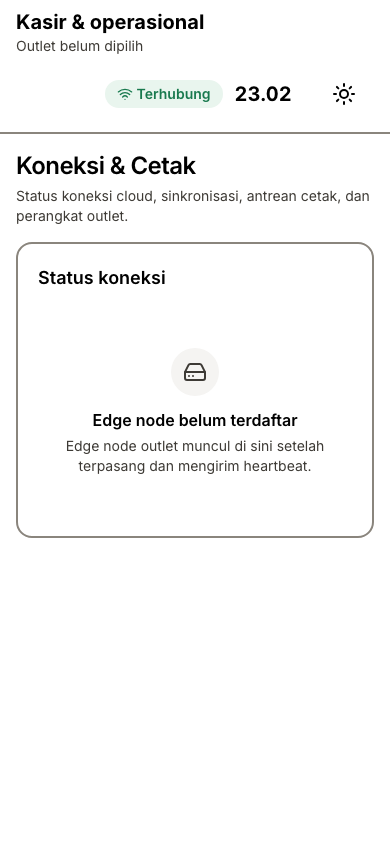 Kasir & operasional
Outlet belum dipilih
Terhubung
23.02
Koneksi & Cetak
Status koneksi cloud, sinkronisasi, antrean cetak, dan
perangkat outlet.
Status koneksi
Edge node belum terdaftar
Edge node outlet muncul di sini setelah
terpasang dan mengirim heartbeat.